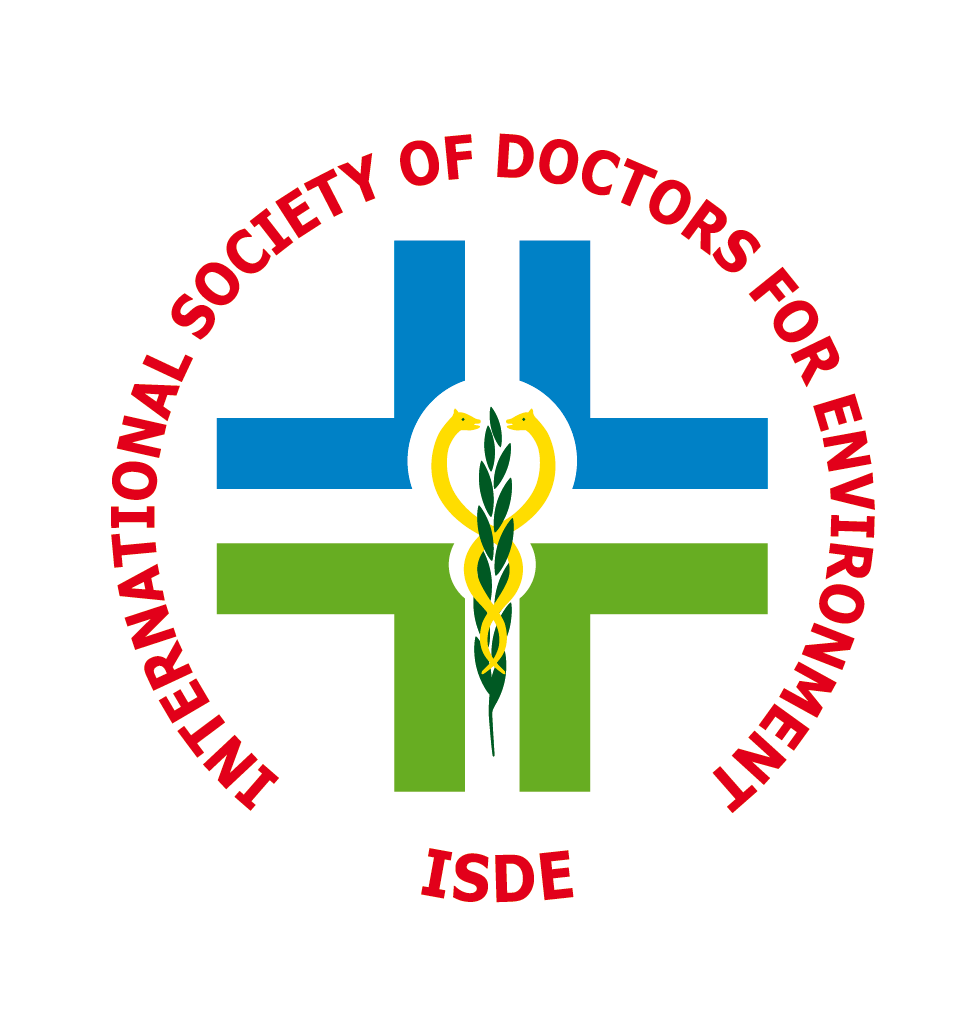 INTERNATIONAL SOCIETY OF DOCTORS FOR ENVIRONMENT
ISDE